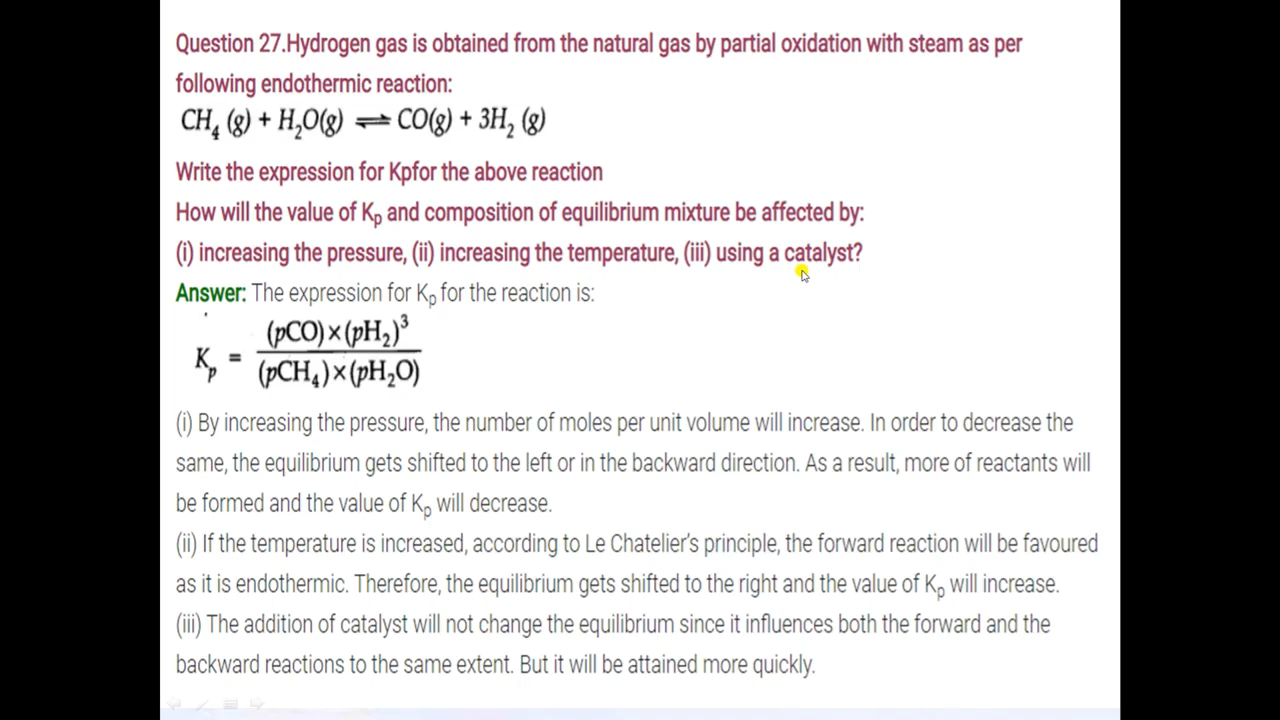 Question 27.Hydrogen gas is obtained from the natural gas by partial oxidation with steam as per
following endothermic reaction:
CH₄ (g) + H₂O(g) ⇌ CO(g) + 3H₂ (g)
Write the expression for Kpfor the above reaction
How will the value of Kₚ and composition of equilibrium mixture be affected by:
(i) increasing the pressure, (ii) increasing the temperature, (iii) using a catalyst?
Answer: The expression for Kₚ for the reaction is:
Kₚ = (pCO)×(pH₂)³ / (pCH₄)×(pH₂O)
(i) By increasing the pressure, the number of moles per unit volume will increase. In order to decrease the
same, the equilibrium gets shifted to the left or in the backward direction. As a result, more of reactants will
be formed and the value of Kₚ will decrease.
(ii) If the temperature is increased, according to Le Chatelier’s principle, the forward reaction will be favoured
as it is endothermic. Therefore, the equilibrium gets shifted to the right and the value of Kₚ will increase.
(iii) The addition of catalyst will not change the equilibrium since it influences both the forward and the
backward reactions to the same extent. But it will be attained more quickly.